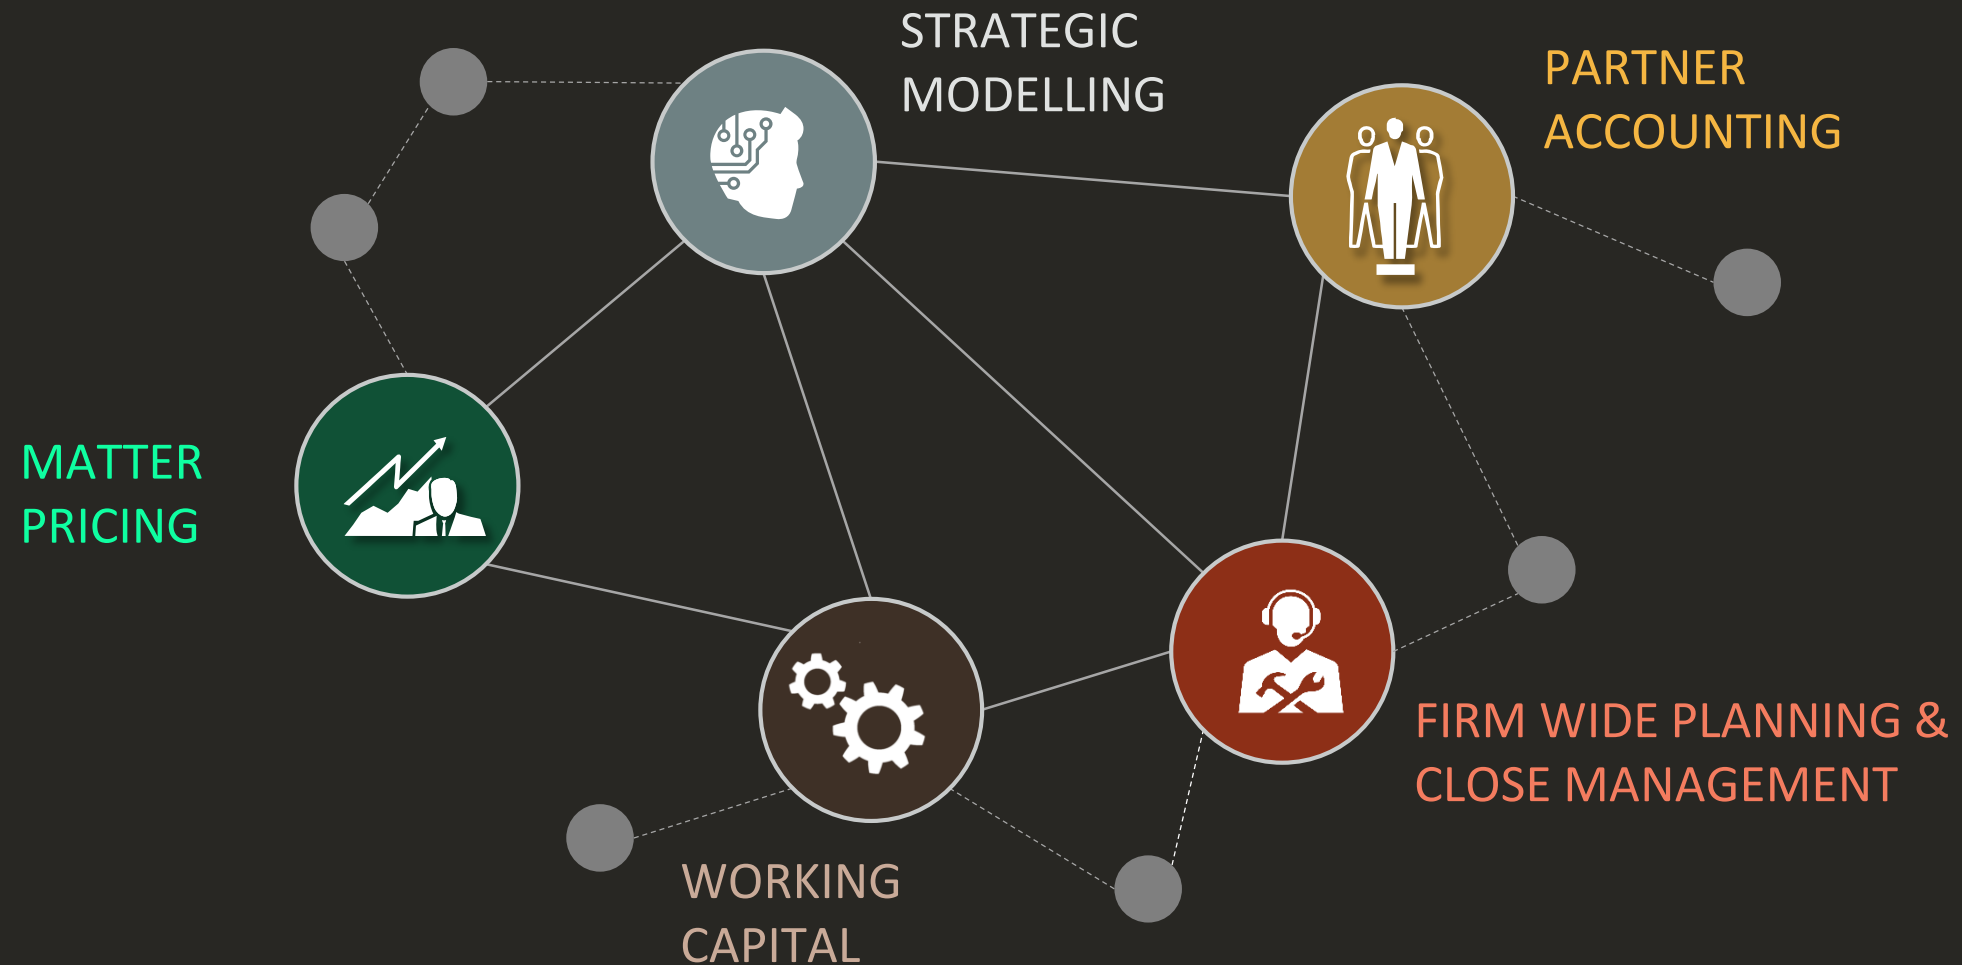 STRATEGIC
MODELLING
PARTNER
ACCOUNTING
MATTER
PRICING
FIRM WIDE PLANNING &
CLOSE MANAGEMENT
WORKING
CAPITAL